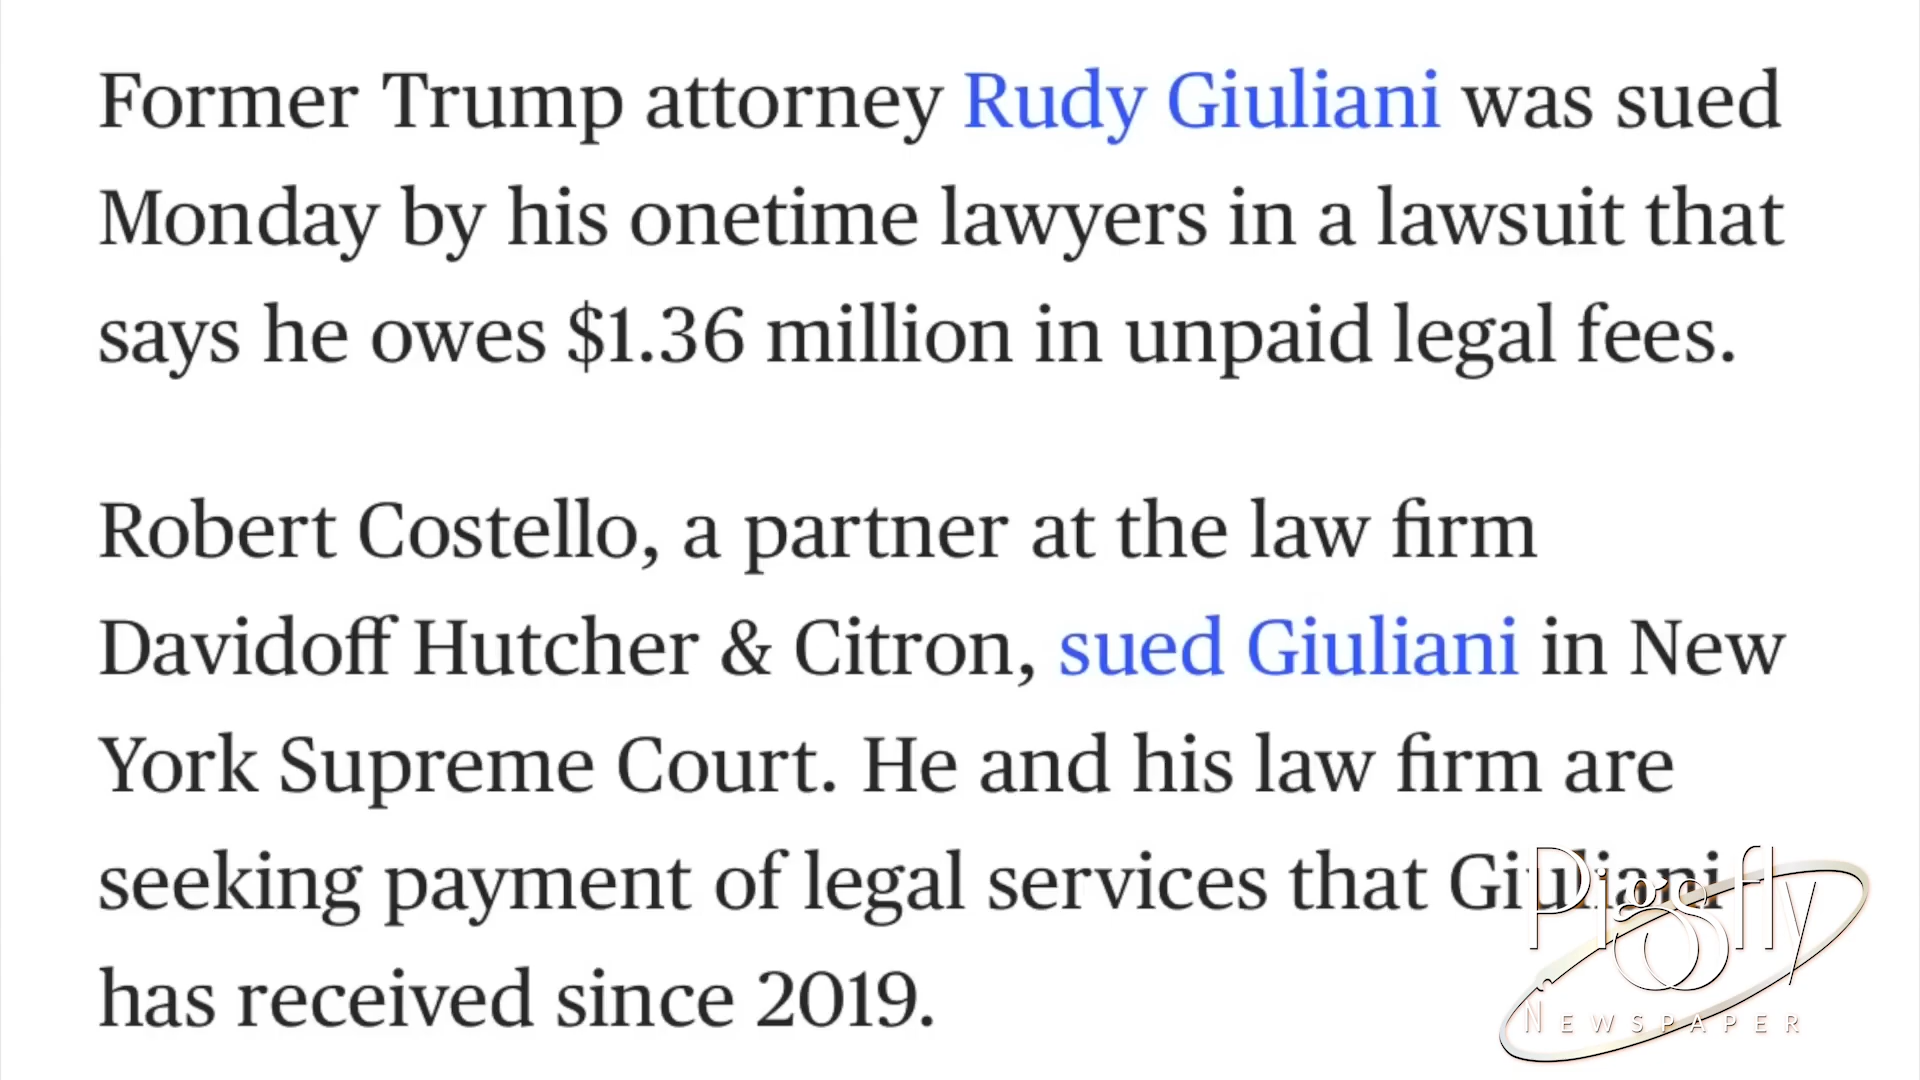 Former Trump attorney Rudy Giuliani was sued
Monday by his onetime lawyers in a lawsuit that
says he owes $1.36 million in unpaid legal fees.
Robert Costello, a partner at the law firm
Davidoff Hutcher & Citron, sued Giuliani in New
York Supreme Court. He and his law firm are
seeking payment of legal services that Giuliani
has received since 2019.
Pigsfly
NEWSPAPER